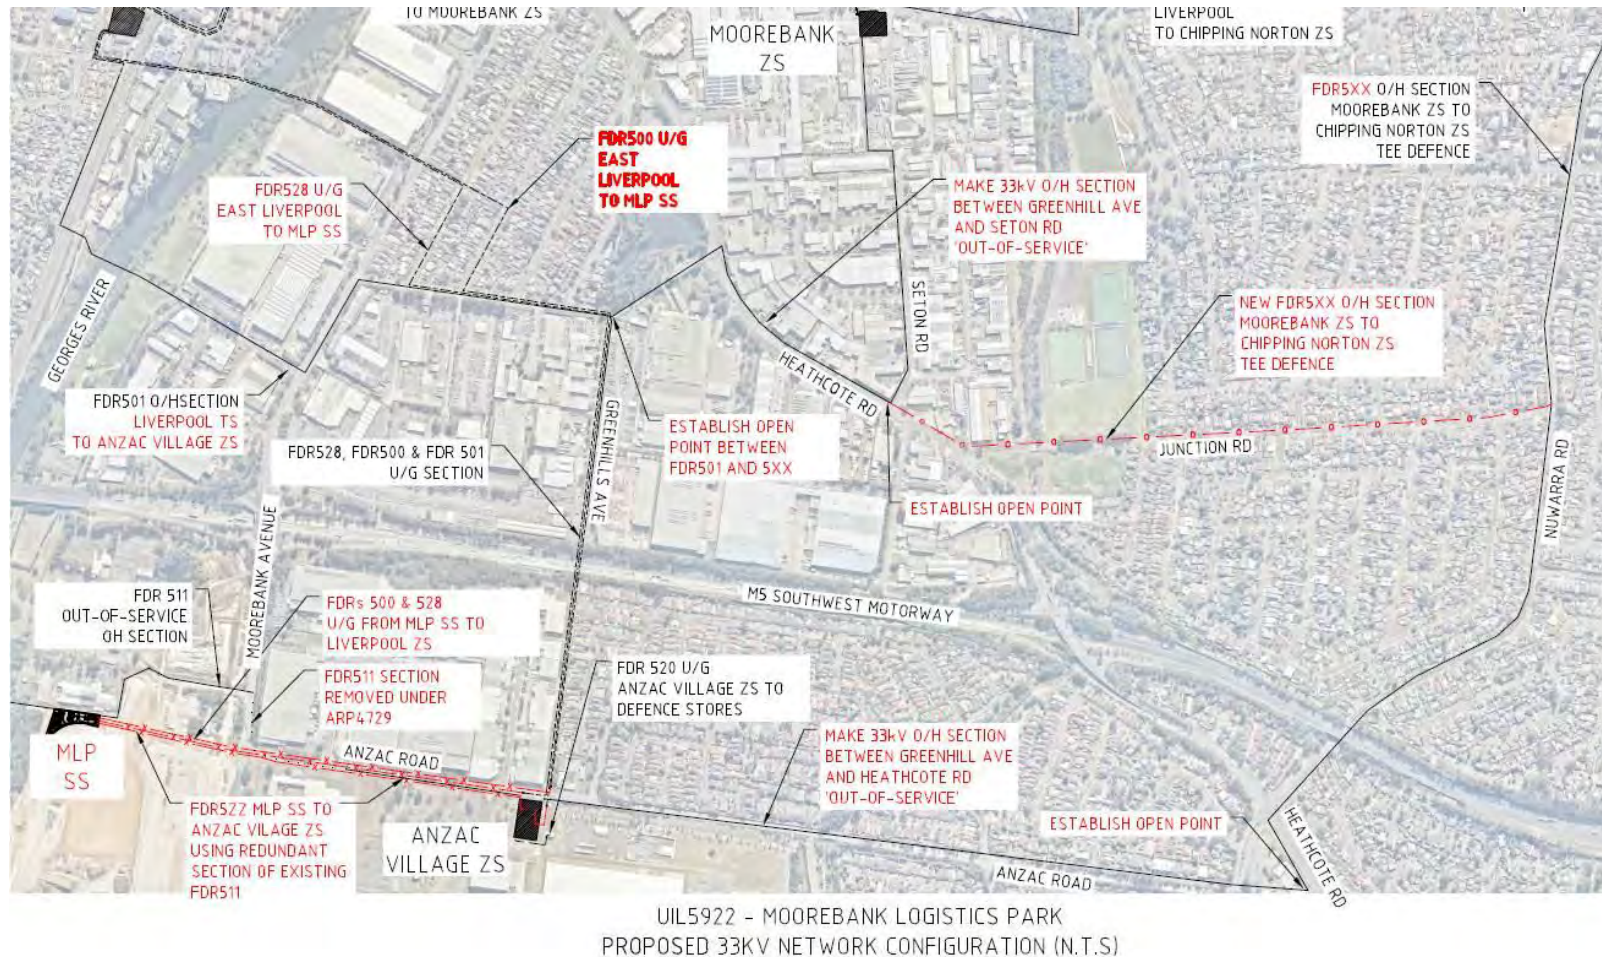 TO MOOREBANK ZS
MOOREBANK
ZS
LIVERPOOL
TO CHIPPING NORTON ZS
FDR5XX O/H SECTION
MOOREBANK ZS TO
CHIPPING NORTON ZS
TEE DEFENCE
FDR500 U/G
EAST
LIVERPOOL
TO MLP SS
FDR528 U/G
EAST LIVERPOOL
TO MLP SS
MAKE 33kV O/H SECTION
BETWEEN GREENHILL AVE
AND SETON RD
'OUT-OF-SERVICE'
GEORGES RIVER
SETON RD
NEW FDR5XX O/H SECTION
MOOREBANK ZS TO
CHIPPING NORTON ZS
TEE DEFENCE
HEATHCOTE RD
FDR501 O/HSECTION
LIVERPOOL TS
TO ANZAC VILLAGE ZS
GREENHILLS AVE
ESTABLISH OPEN
POINT BETWEEN
FDR501 AND 5XX
FDR528, FDR500 & FDR 501
U/G SECTION
JUNCTION RD
NUWARRA RD
ESTABLISH OPEN POINT
MOOREBANK AVENUE
M5 SOUTHWEST MOTORWAY
FDR 511
OUT-OF-SERVICE
OH SECTION
FDRs 500 & 528
U/G FROM MLP SS TO
LIVERPOOL ZS
FDR511 SECTION
REMOVED UNDER
ARP4729
FDR 520 U/G
ANZAC VILLAGE ZS TO
DEFENCE STORES
MLP
SS
ANZAC ROAD
MAKE 33kV O/H SECTION
BETWEEN GREENHILL AVE
AND HEATHCOTE RD
'OUT-OF-SERVICE'
FDR522 MLP SS TO
ANZAC VILAGE ZS
USING REDUNDANT
SECTION OF EXISTING
FDR511
ANZAC
VILLAGE ZS
ESTABLISH OPEN POINT
HEATHCOTE RD
ANZAC ROAD
UIL5922 - MOOREBANK LOGISTICS PARK
PROPOSED 33KV NETWORK CONFIGURATION (N.T.S)